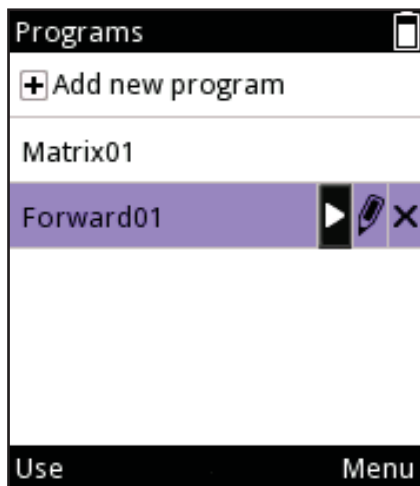 Programs
Add new program
Matrix01
Forward01
Use Menu